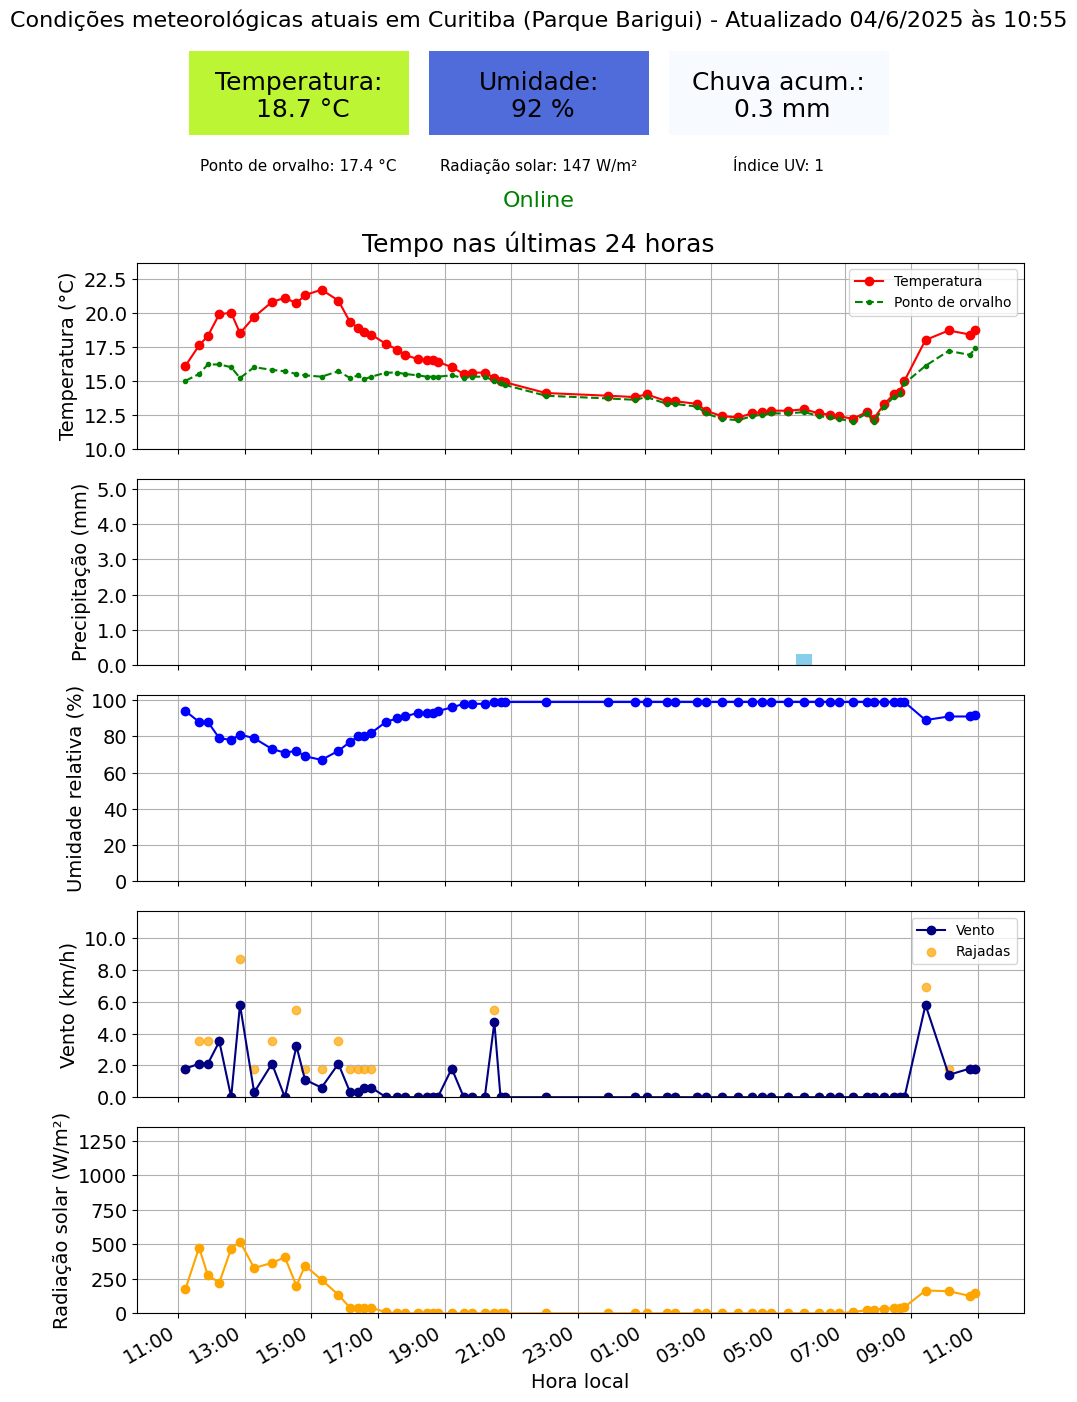 Condições meteorológicas atuais em Curitiba (Parque Barigui) - Atualizado 04/6/2025 às 10:55
Temperatura:
18.7 °C
Umidade:
92 %
Chuva acum.:
0.3 mm
Ponto de orvalho: 17.4 °C
Radiação solar: 147 W/m²
Índice UV: 1
Online
Tempo nas últimas 24 horas
Temperatura (°C)
22.5
20.0
17.5
15.0
12.5
10.0
Temperatura
Ponto de orvalho
Precipitação (mm)
5.0
4.0
3.0
2.0
1.0
0.0
Umidade relativa (%)
100
80
60
40
20
0
Vento (km/h)
10.0
8.0
6.0
4.0
2.0
0.0
Vento
Rajadas
Radiação solar (W/m²)
1250
1000
750
500
250
0
11:00
13:00
15:00
17:00
19:00
21:00
23:00
01:00
03:00
05:00
07:00
09:00
11:00
Hora local